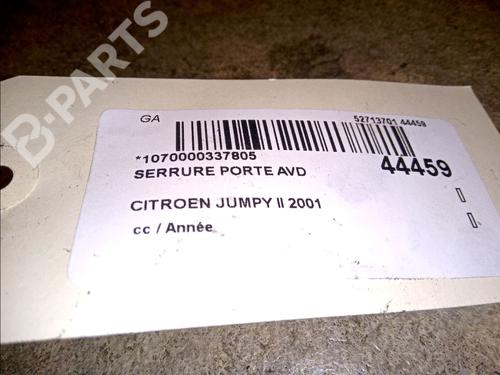 B-PARTS
GA
52713701 44459
*1070000337805
44459
SERRURE PORTE AVD
CITROEN JUMPY II 2001
cc / Année